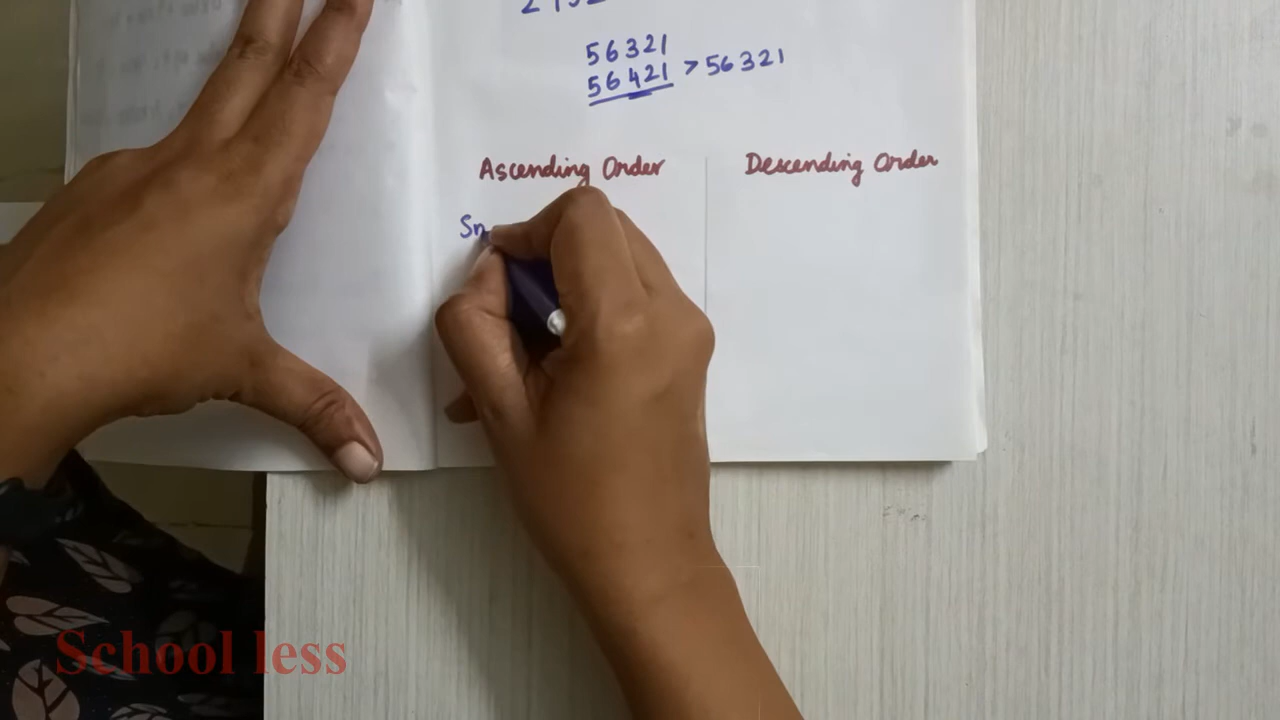 56321
56421 > 56321
Ascending Order
Descending Order
Sm
School less